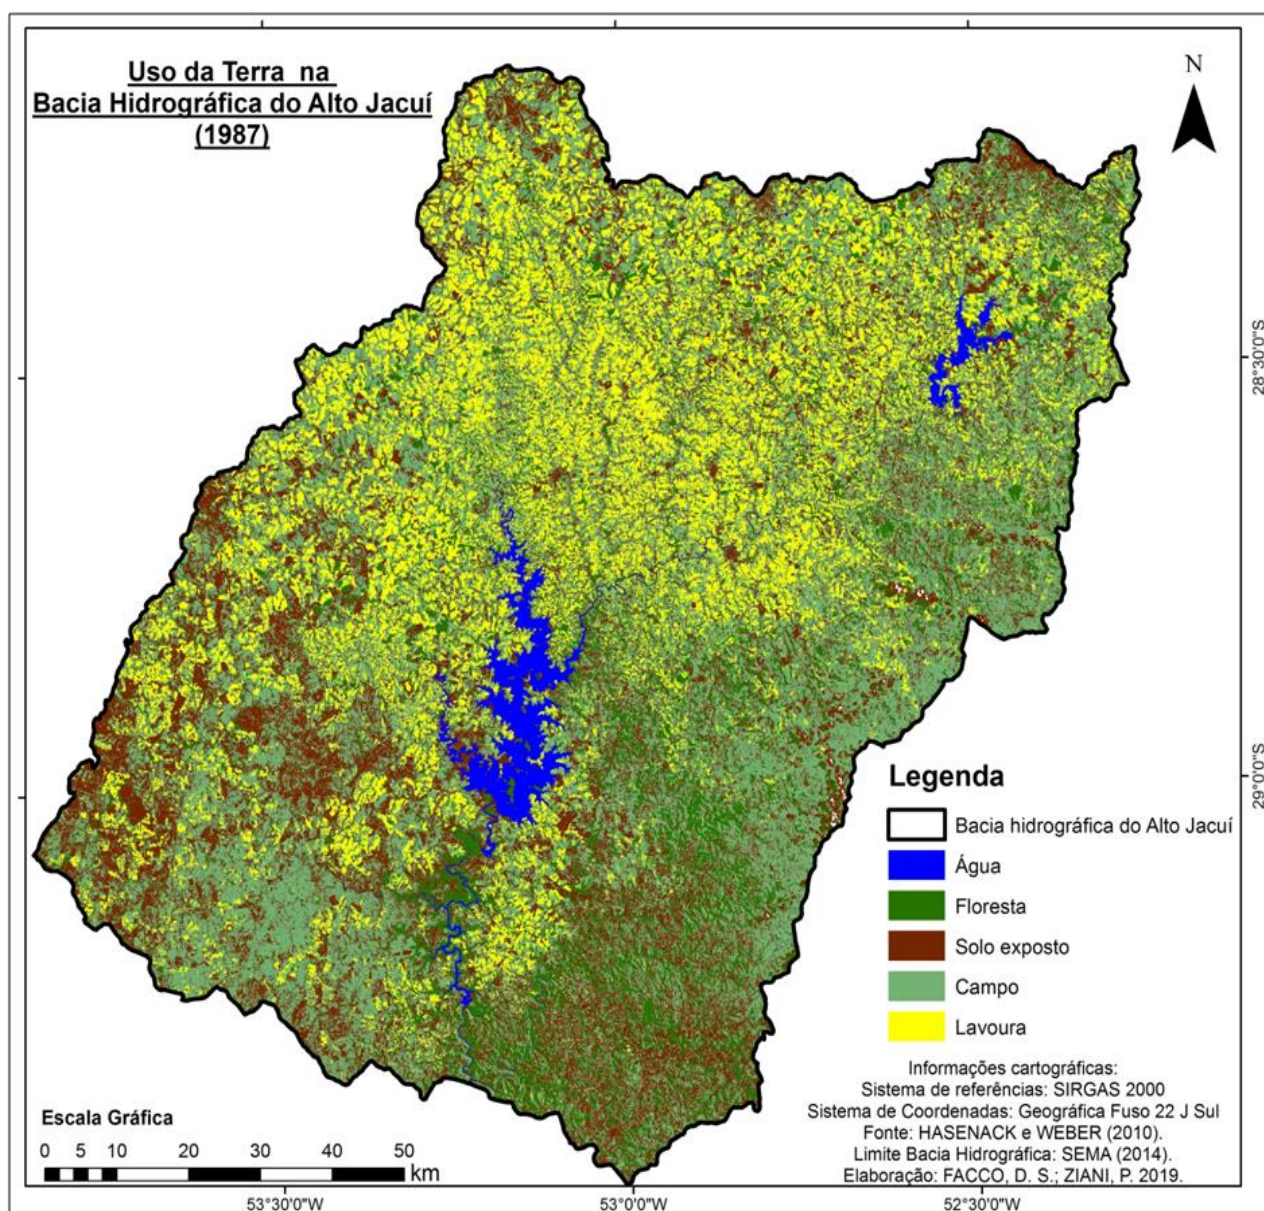 Uso da Terra na
Bacia Hidrográfica do Alto Jacuí
(1987)
N
28°30'0"S
29°0'0"S
Legenda
Bacia hidrográfica do Alto Jacuí
Água
Floresta
Solo exposto
Campo
Lavoura
Informações cartográficas:
Sistema de referências: SIRGAS 2000
Sistema de Coordenadas: Geográfica Fuso 22 J Sul
Fonte: HASENACK e WEBER (2010).
Limite Bacia Hidrográfica: SEMA (2014).
Elaboração: FACCO, D. S.; ZIANI, P. 2019.
Escala Gráfica
0 5 10 20 30 40 50
km
53°30'0"W 53°0'0"W 52°30'0"W